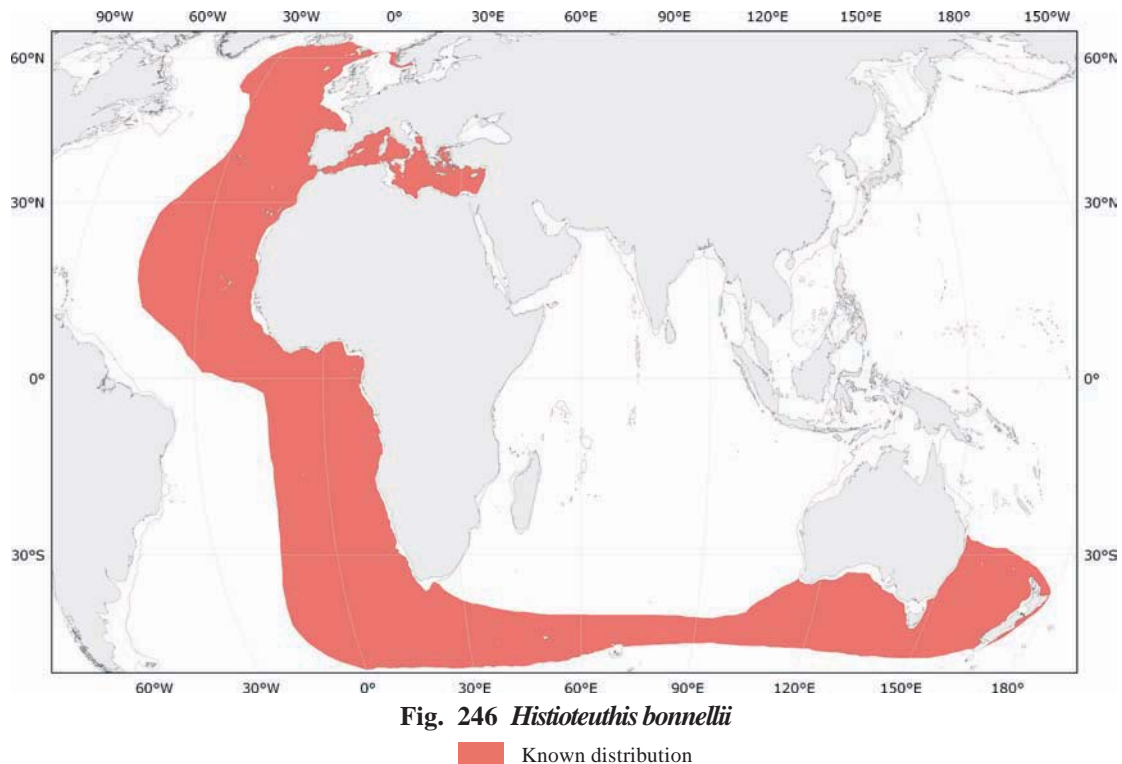 90°W 60°W 30°W 0° 30°E 60°E 90°E 120°E 150°E 180° 150°W
60°N 60°N
30°N 30°N
0° 0°
30°S 30°S
60°W 30°W 0° 30°E 60°E 90°E 120°E 150°E 180°
Fig. 246 Histioteuthis bonnellii
Known distribution